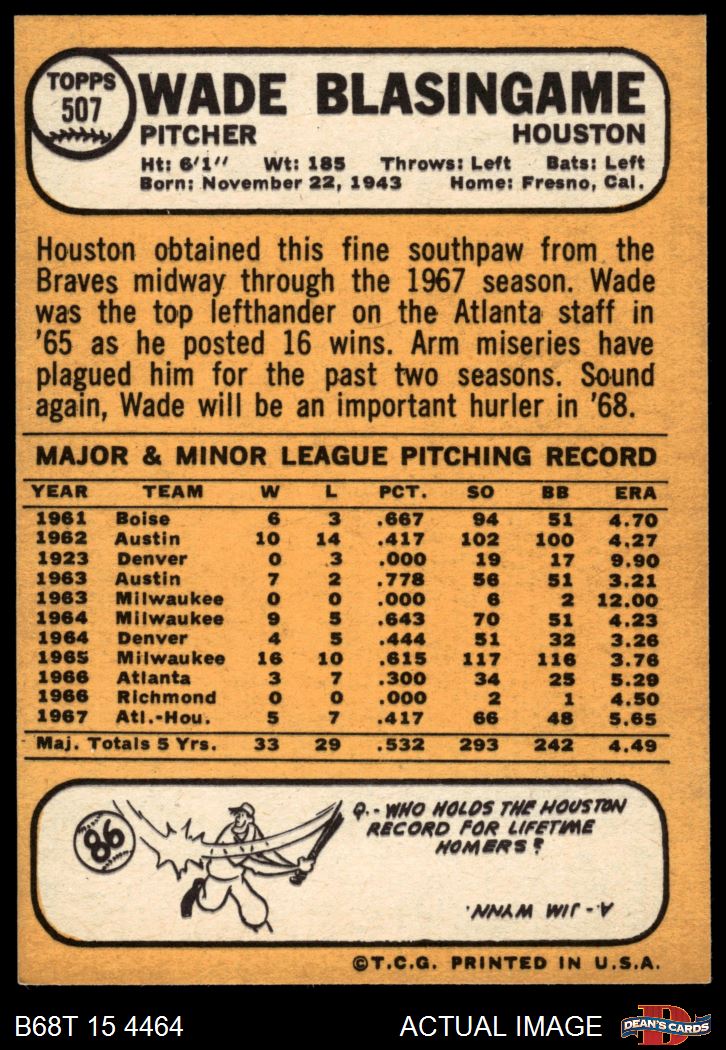 TOPPS
507
WADE BLASINGAME
PITCHER HOUSTON
Ht: 6'1" Wt: 185 Throws: Left Bats: Left
Born: November 22, 1943 Home: Fresno, Cal.
Houston obtained this fine southpaw from the
Braves midway through the 1967 season. Wade
was the top lefthander on the Atlanta staff in
'65 as he posted 16 wins. Arm miseries have
plagued him for the past two seasons. Sound
again, Wade will be an important hurler in '68.
MAJOR & MINOR LEAGUE PITCHING RECORD
YEAR TEAM W L PCT. SO BB ERA
1961 Boise 6 3 .667 94 51 4.70
1962 Austin 10 14 .417 102 100 4.27
1923 Denver 0 3 .000 19 17 9.90
1963 Austin 7 2 .778 56 51 3.21
1963 Milwaukee 0 0 .000 6 2 12.00
1964 Milwaukee 9 5 .643 70 51 4.23
1964 Denver 4 5 .444 51 32 3.26
1965 Milwaukee 16 10 .615 117 116 3.76
1966 Atlanta 3 7 .300 34 25 5.29
1966 Richmond 0 0 .000 2 1 4.50
1967 Atl.-Hou. 5 7 .417 66 48 5.65
Maj. Totals 5 Yrs. 33 29 .532 293 242 4.49
86
Q.- WHO HOLDS THE HOUSTON
RECORD FOR LIFETIME
HOMERS?
A-JIM WYNN.
©T.C.G. PRINTED IN U.S.A.
B68T 15 4464 ACTUAL IMAGE
D
DEAN'S CARDS